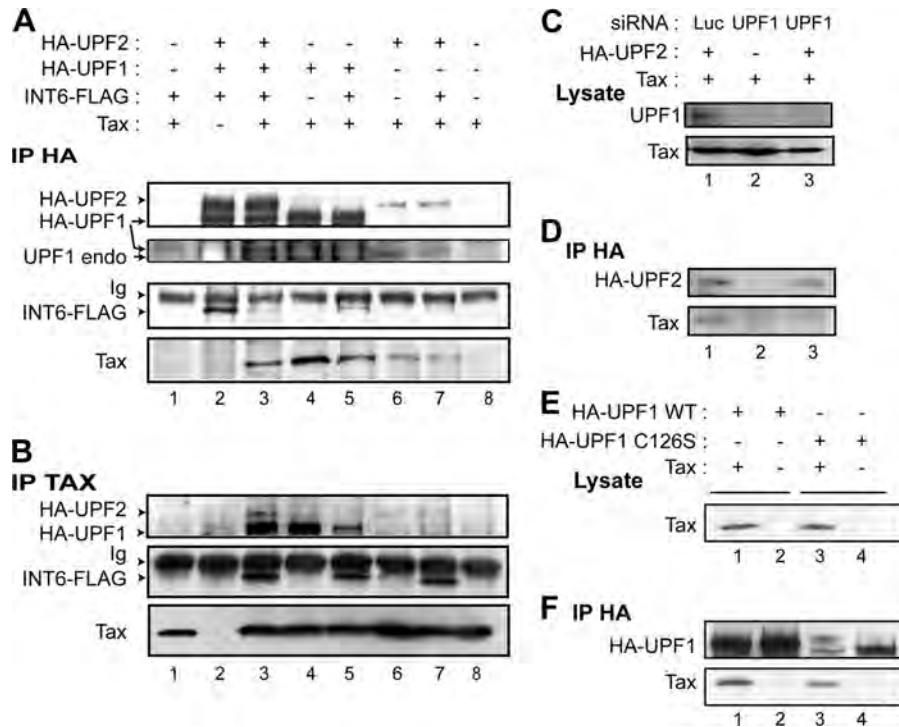 A
HA-UPF2 : - + + - - + + -
HA-UPF1 : - + + + + - - -
INT6-FLAG : + + + - + - + -
Tax : + - + + + + + +
IP HA
HA-UPF2
HA-UPF1
UPF1 endo
Ig
INT6-FLAG
Tax
1 2 3 4 5 6 7 8
B
IP TAX
HA-UPF2
HA-UPF1
Ig
INT6-FLAG
Tax
1 2 3 4 5 6 7 8
C
siRNA : Luc UPF1 UPF1
HA-UPF2 : + - +
Tax : + + +
Lysate
UPF1
Tax
1 2 3
D
IP HA
HA-UPF2
Tax
1 2 3
E
HA-UPF1 WT : + + - -
HA-UPF1 C126S : - - + +
Tax : + - + -
Lysate
Tax
1 2 3 4
F
IP HA
HA-UPF1
Tax
1 2 3 4